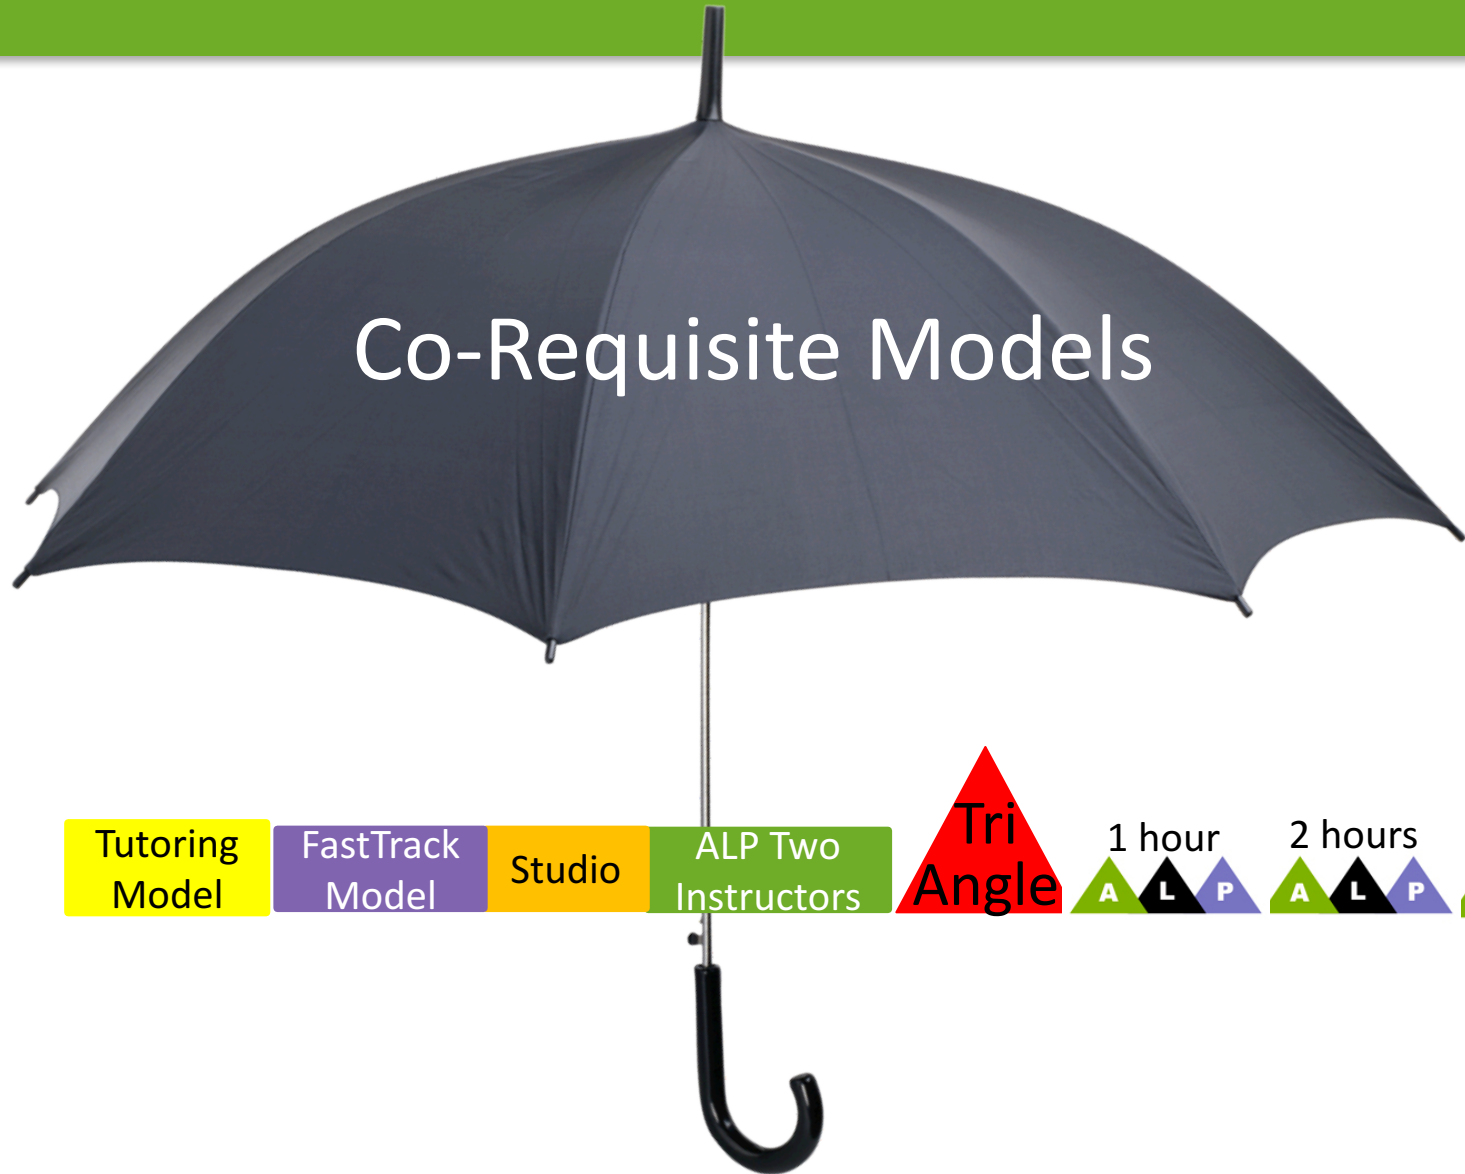 Co-Requisite Models
Tutoring
Model
FastTrack
Model
Studio
ALP Two
Instructors
Tri
Angle
1 hour
A L P
2 hours
A L P